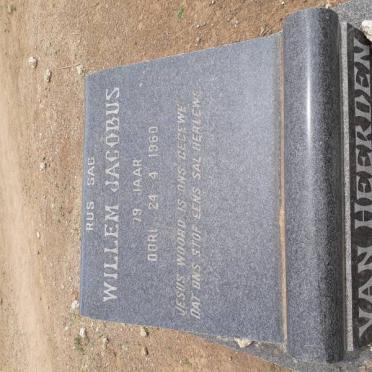 RUS SAG
WILLEM JACOBUS
79 JAAR
OORL. 24 4 1960
JESUS WOORD IS ONS GEGEWE
DAT ONS STOF EENS SAL HERLEWE
VAN HEERDEN